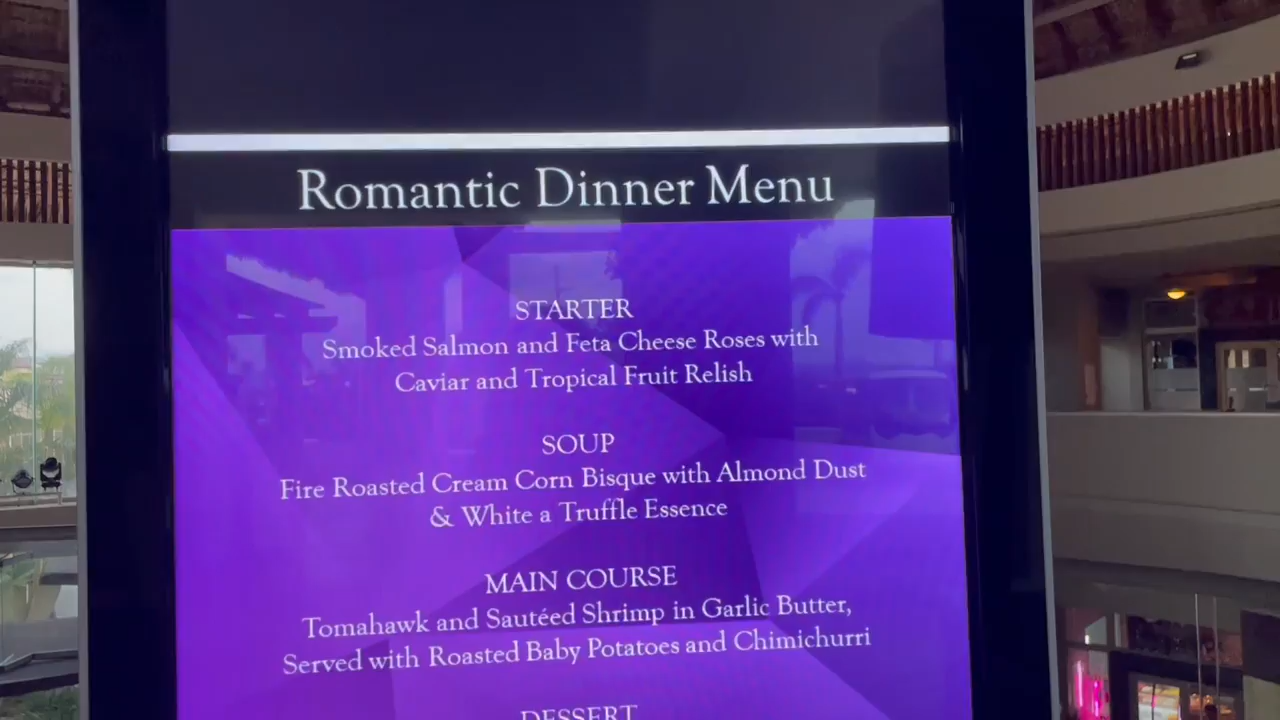 Romantic Dinner Menu
STARTER
Smoked Salmon and Feta Cheese Roses with
Caviar and Tropical Fruit Relish
SOUP
Fire Roasted Cream Corn Bisque with Almond Dust
& White a Truffle Essence
MAIN COURSE
Tomahawk and Sautéed Shrimp in Garlic Butter,
Served with Roasted Baby Potatoes and Chimichurri
DESSERT